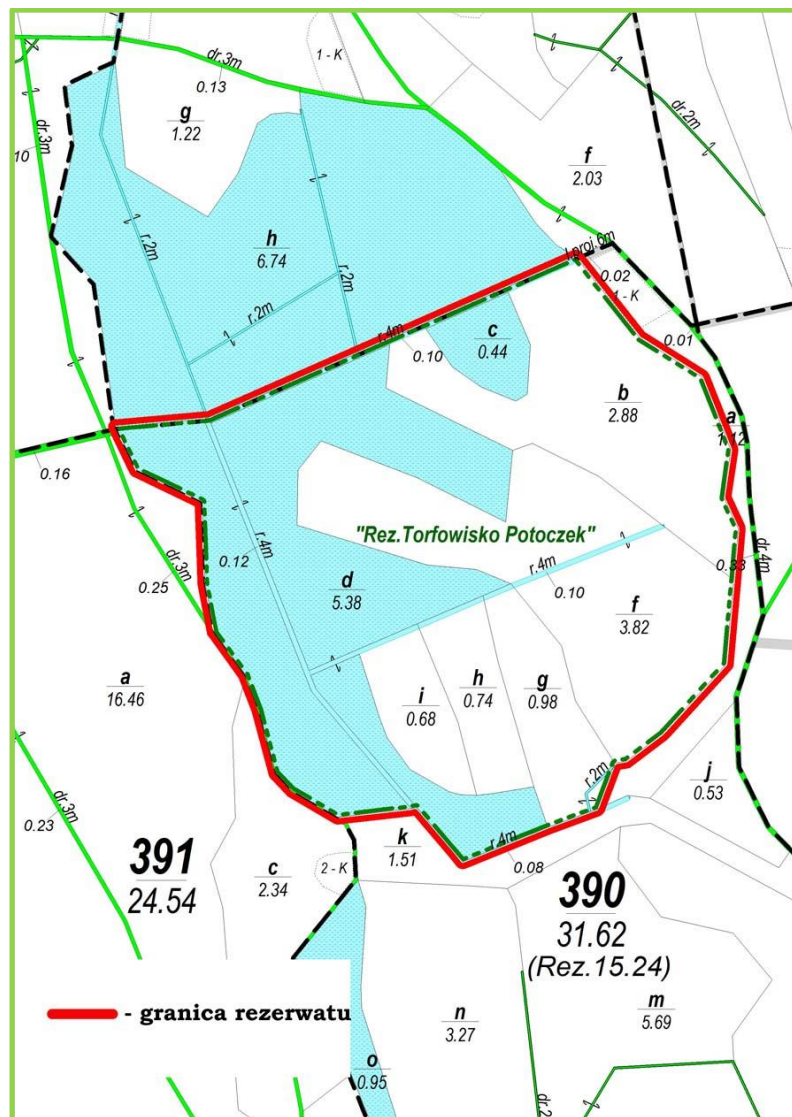 dr.3m
0.13
1 - K
g
1.22
dr.3m
10
dr.2m
f
2.03
h
6.74
r.2m
r.2m
r.2m
l.proj.6m
0.02
1 - K
0.01
r.4m
0.10
c
0.44
b
2.88
a
1.12
0.16
"Rez.Torfowisko Potoczek"
r.4m
0.12
dr.3m
0.25
d
5.38
r.4m
0.10
0.33
dr.4m
f
3.82
a
16.46
i
0.68
h
0.74
g
0.98
r.2m
j
0.53
dr.3m
0.23
391
24.54
c
2.34
2 - K
k
1.51
r.4m
0.08
390
31.62
(Rez.15.24)
- granica rezerwatu
n
3.27
m
5.69
o
0.95
dr.2